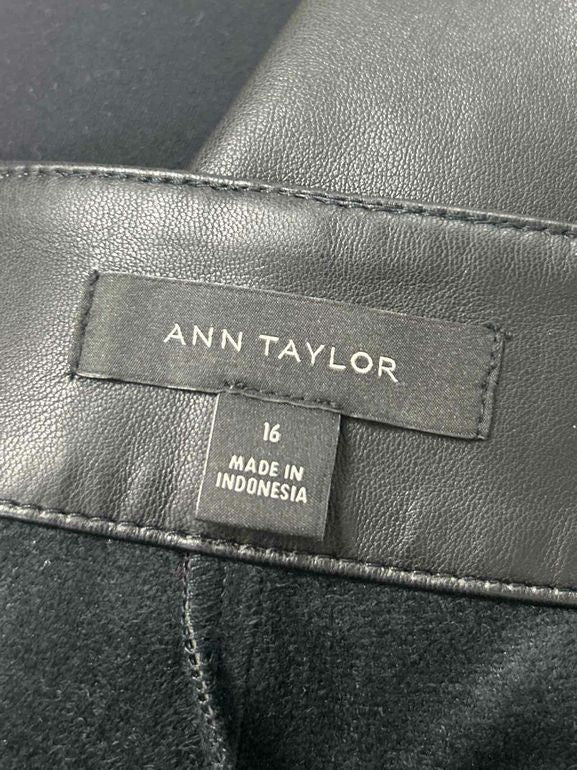 ANN TAYLOR
16
MADE IN
INDONESIA